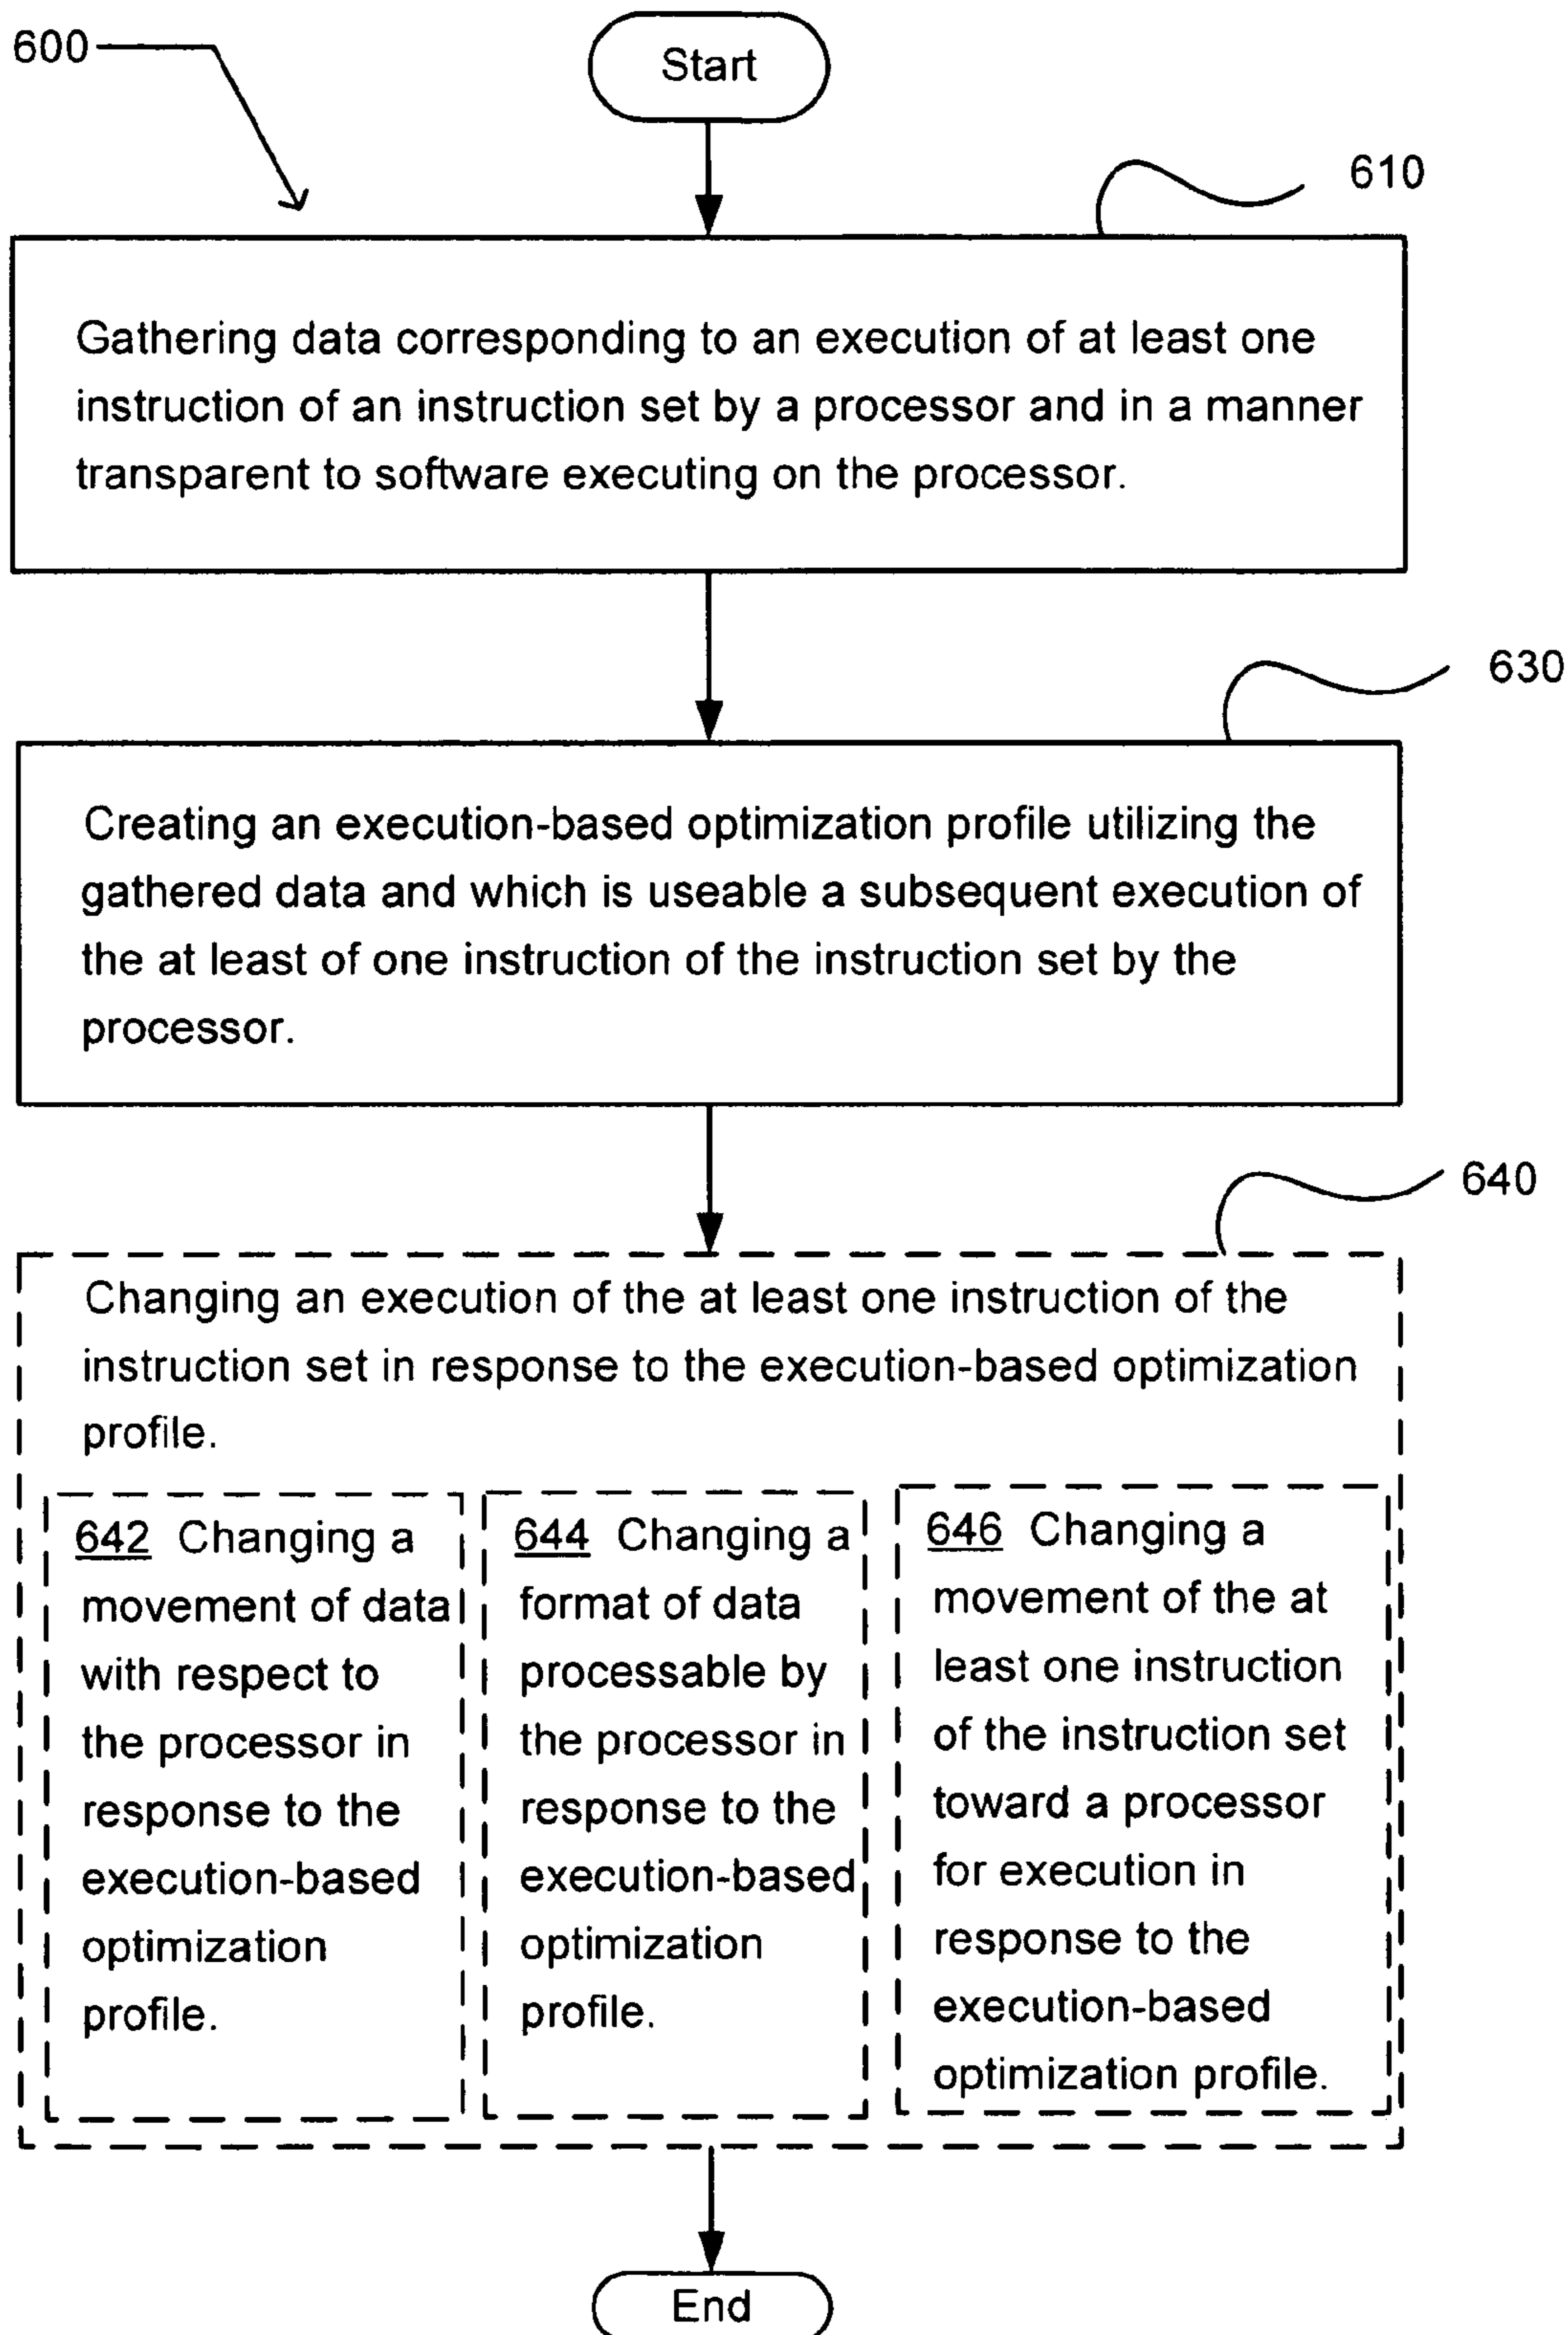 600
Start
610
Gathering data corresponding to an execution of at least one
instruction of an instruction set by a processor and in a manner
transparent to software executing on the processor.
630
Creating an execution-based optimization profile utilizing the
gathered data and which is useable a subsequent execution of
the at least of one instruction of the instruction set by the
processor.
640
Changing an execution of the at least one instruction of the
instruction set in response to the execution-based optimization
profile.
642 Changing a
movement of data
with respect to
the processor in
response to the
execution-based
optimization
profile.
644 Changing a
format of data
processable by
the processor in
response to the
execution-based
optimization
profile.
646 Changing a
movement of the at
least one instruction
of the instruction set
toward a processor
for execution in
response to the
execution-based
optimization profile.
End